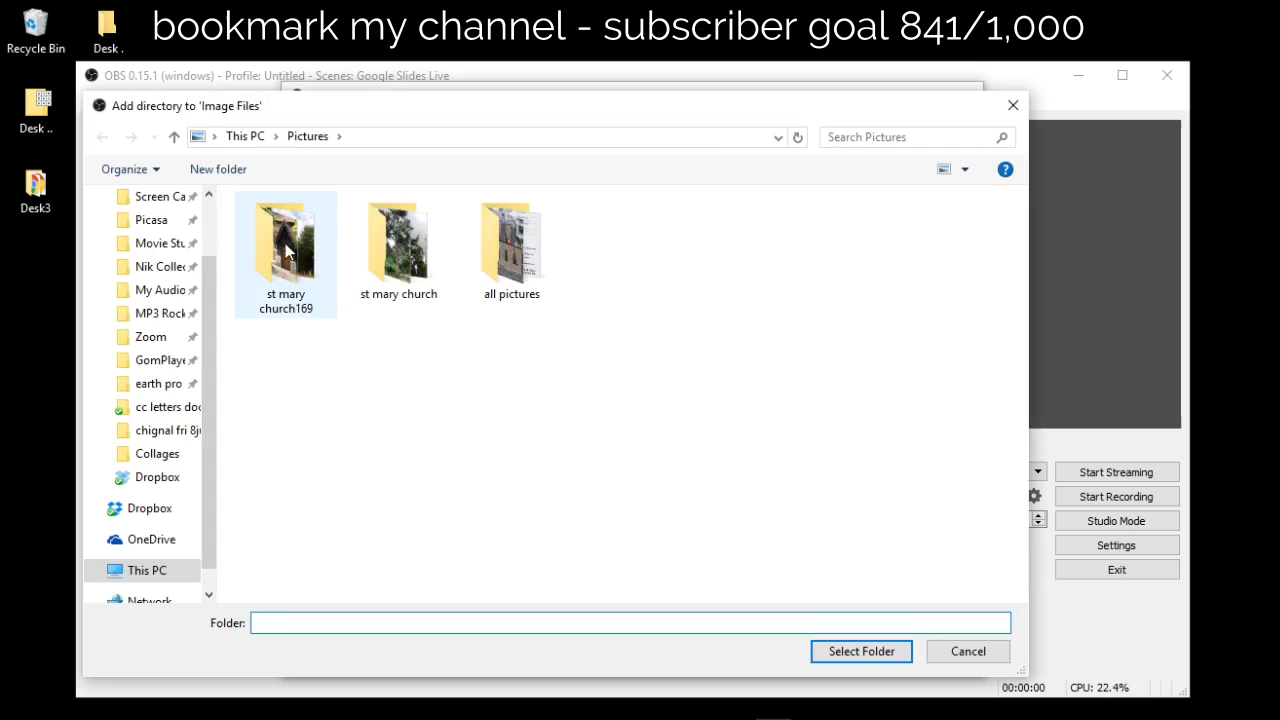 bookmark my channel - subscriber goal 841/1,000
Recycle Bin
Desk .
Desk ..
Desk3
OBS 0.15.1 (windows) - Profile: Untitled - Scenes: Google Slides Live
Add directory to 'Image Files'
This PC
Pictures
Search Pictures
Organize
New folder
Screen Ca
Picasa
Movie Stu
Nik Collec
My Audio
MP3 Rock
Zoom
GomPlaye
earth pro
cc letters doc
chignal fri 8ju
Collages
Dropbox
Dropbox
OneDrive
This PC
Network
st mary
church169
st mary church
all pictures
Folder:
Select Folder
Cancel
Start Streaming
Start Recording
Studio Mode
Settings
Exit
00:00:00
CPU: 22.4%